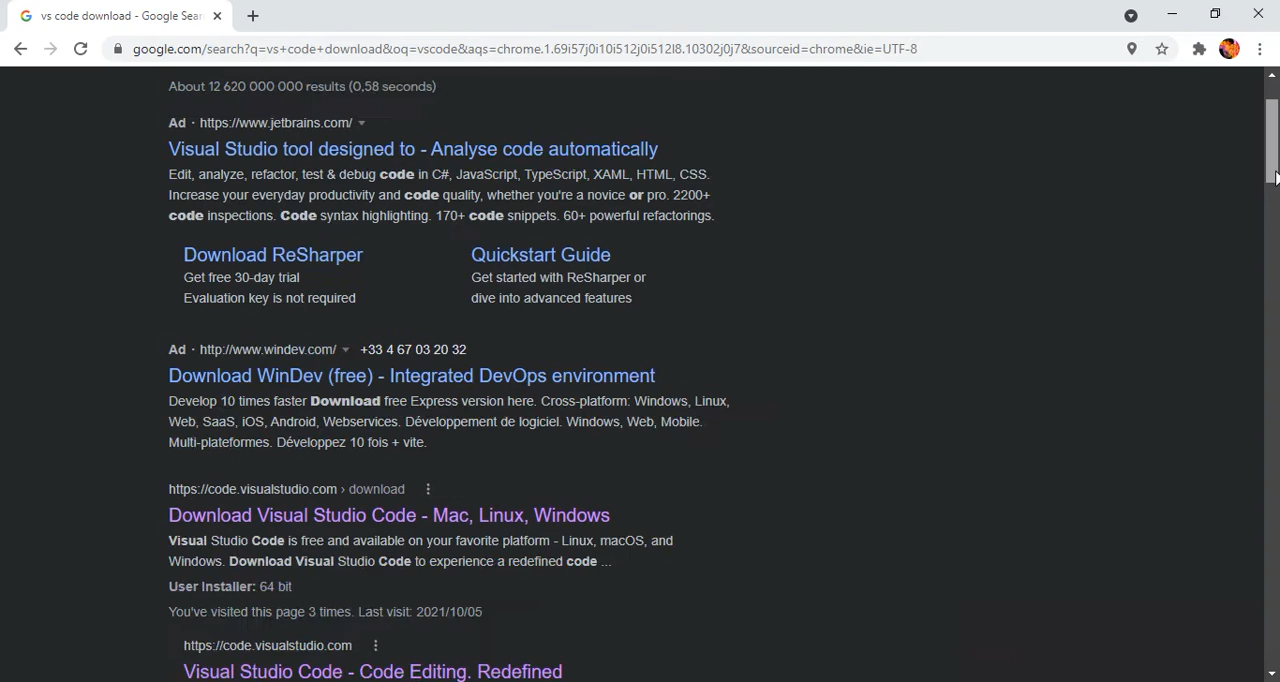 vs code download - Google Sear
google.com/search?q=vs+code+download&oq=vscode&aqs=chrome.1.69i57j0i10i512j0i512l8.10302j0j7&sourceid=chrome&ie=UTF-8
About 12 620 000 000 results (0,58 seconds)
Ad · https://www.jetbrains.com/
Visual Studio tool designed to - Analyse code automatically
Edit, analyze, refactor, test & debug code in C#, JavaScript, TypeScript, XAML, HTML, CSS.
Increase your everyday productivity and code quality, whether you're a novice or pro. 2200+
code inspections. Code syntax highlighting. 170+ code snippets. 60+ powerful refactorings.
Download ReSharper
Get free 30-day trial
Evaluation key is not required
Quickstart Guide
Get started with ReSharper or
dive into advanced features
Ad · http://www.windev.com/ +33 4 67 03 20 32
Download WinDev (free) - Integrated DevOps environment
Develop 10 times faster Download free Express version here. Cross-platform: Windows, Linux,
Web, SaaS, iOS, Android, Webservices. Développement de logiciel. Windows, Web, Mobile.
Multi-plateformes. Développez 10 fois + vite.
https://code.visualstudio.com › download
Download Visual Studio Code - Mac, Linux, Windows
Visual Studio Code is free and available on your favorite platform - Linux, macOS, and
Windows. Download Visual Studio Code to experience a redefined code ...
User Installer: 64 bit
You've visited this page 3 times. Last visit: 2021/10/05
https://code.visualstudio.com
Visual Studio Code - Code Editing. Redefined